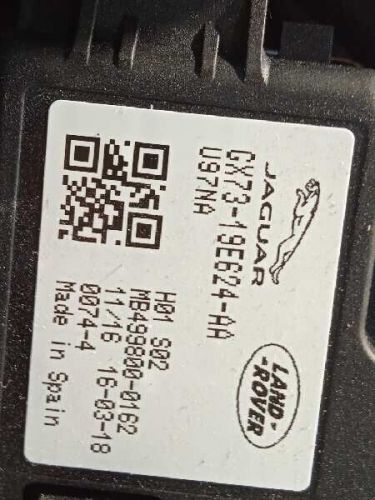 JAGUAR
LAND-
ROVER
GX73-19E624-AA
U97NA
H01 S02
MB499800-0162
11/16 16-03-18
0074-4
Made in Spain